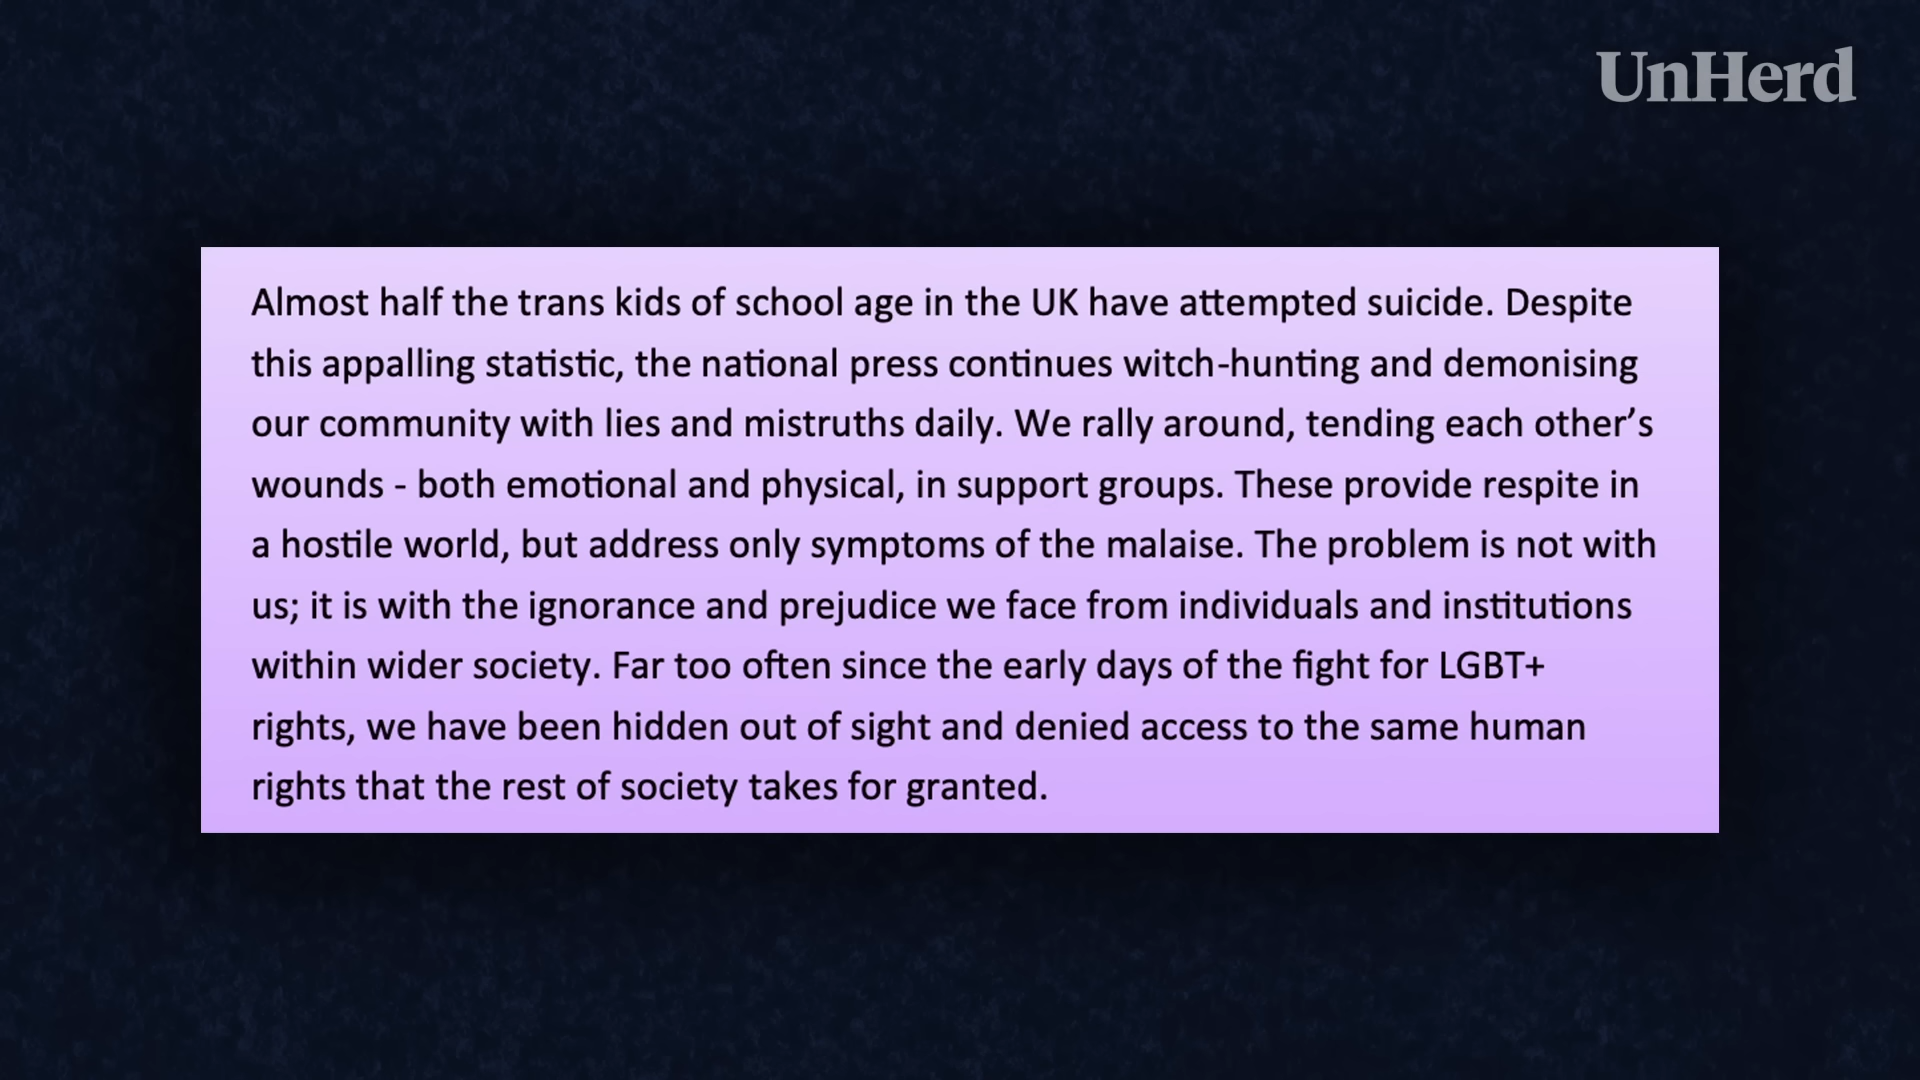 UnHerd
Almost half the trans kids of school age in the UK have attempted suicide. Despite
this appalling statistic, the national press continues witch-hunting and demonising
our community with lies and mistruths daily. We rally around, tending each other’s
wounds - both emotional and physical, in support groups. These provide respite in
a hostile world, but address only symptoms of the malaise. The problem is not with
us; it is with the ignorance and prejudice we face from individuals and institutions
within wider society. Far too often since the early days of the fight for LGBT+
rights, we have been hidden out of sight and denied access to the same human
rights that the rest of society takes for granted.